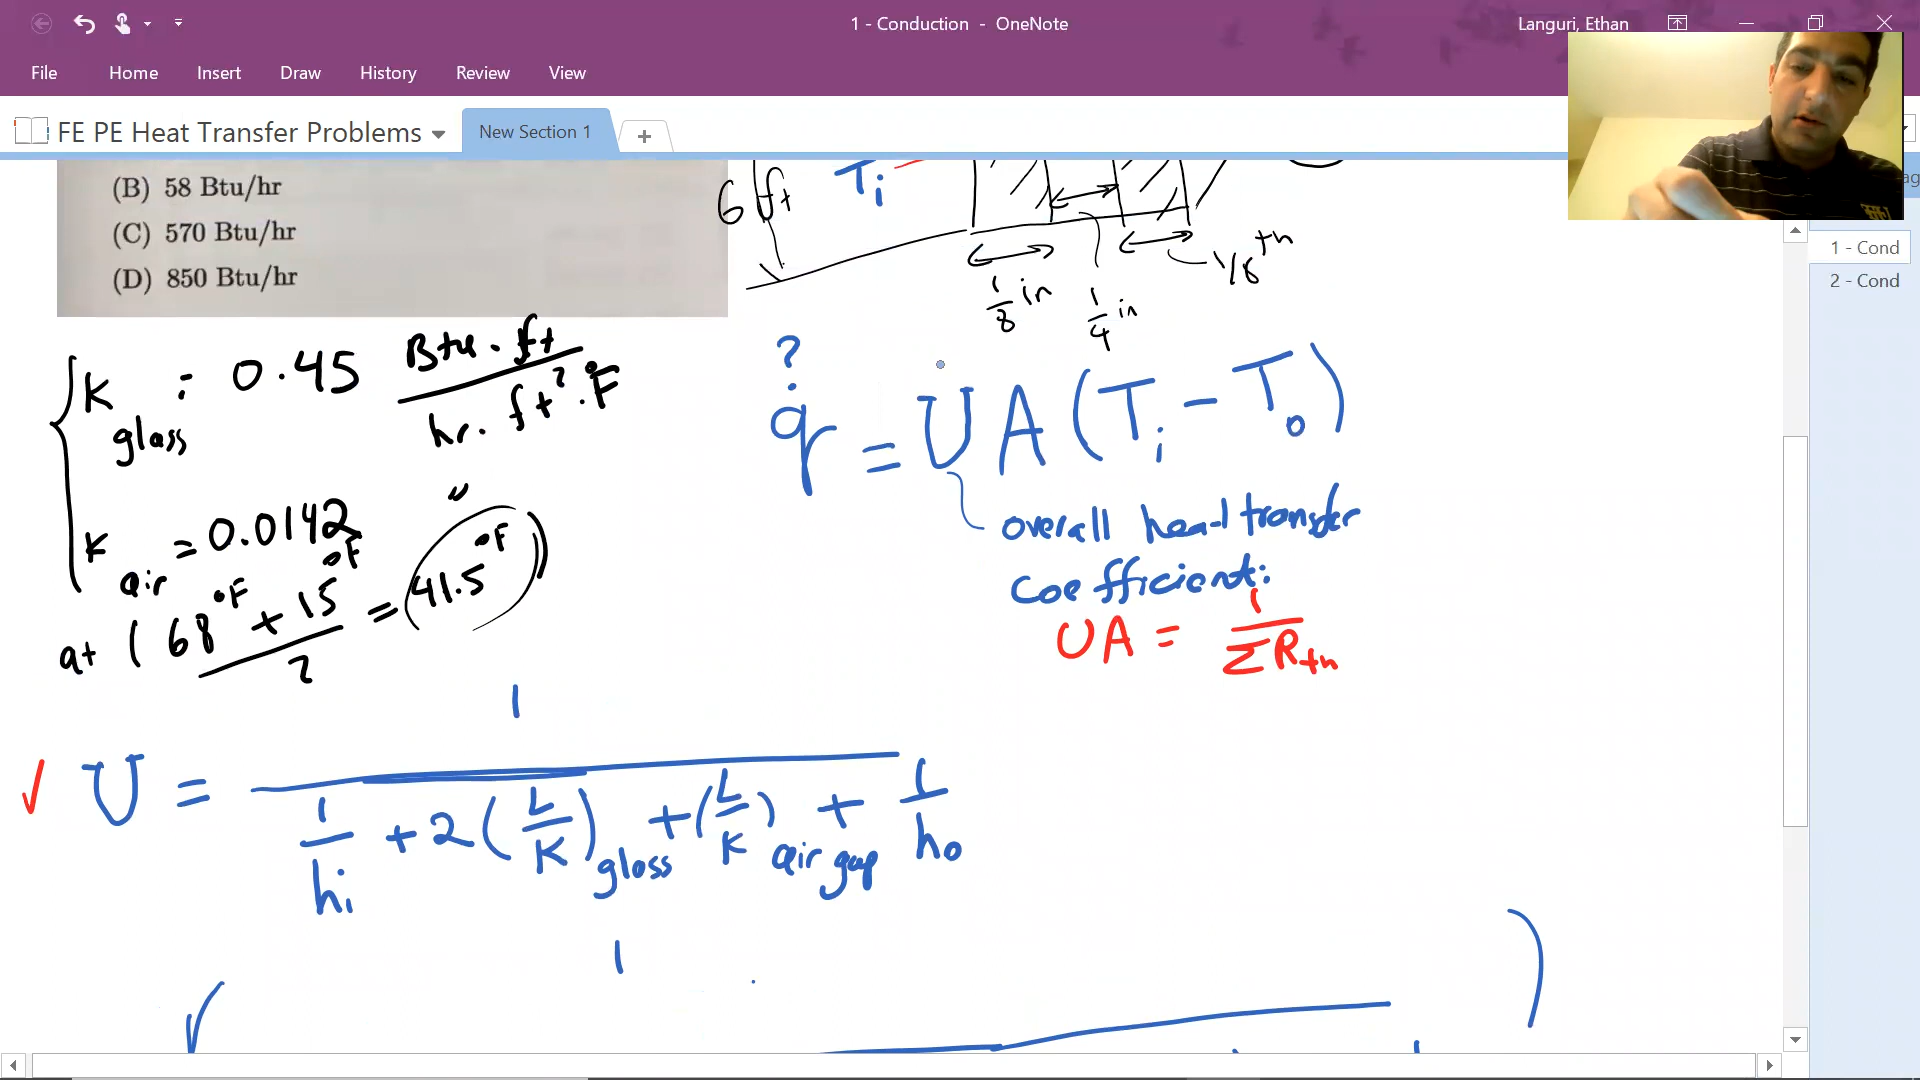 1 - Conduction - OneNote
Languri, Ethan
File Home Insert Draw History Review View
FE PE Heat Transfer Problems
New Section 1
+
(B) 58 Btu/hr
(C) 570 Btu/hr
(D) 850 Btu/hr
6 ft Ti
1/8 in
1/4 in
1/8 th
1 - Cond
2 - Cond
K glass : 0.45 Btu. ft / hr. ft². °F
K air = 0.0142
at ( 68°F + 15°F / 2 = 41.5 °F )
?
q̇ = U A (Ti - To)
overall heat transfer
coefficient:
UA = 1 / ΣRth
✓ U = 1 / 1/hi + 2 (L/K) glass + (L/K) air gap + 1/ho
( 1 )